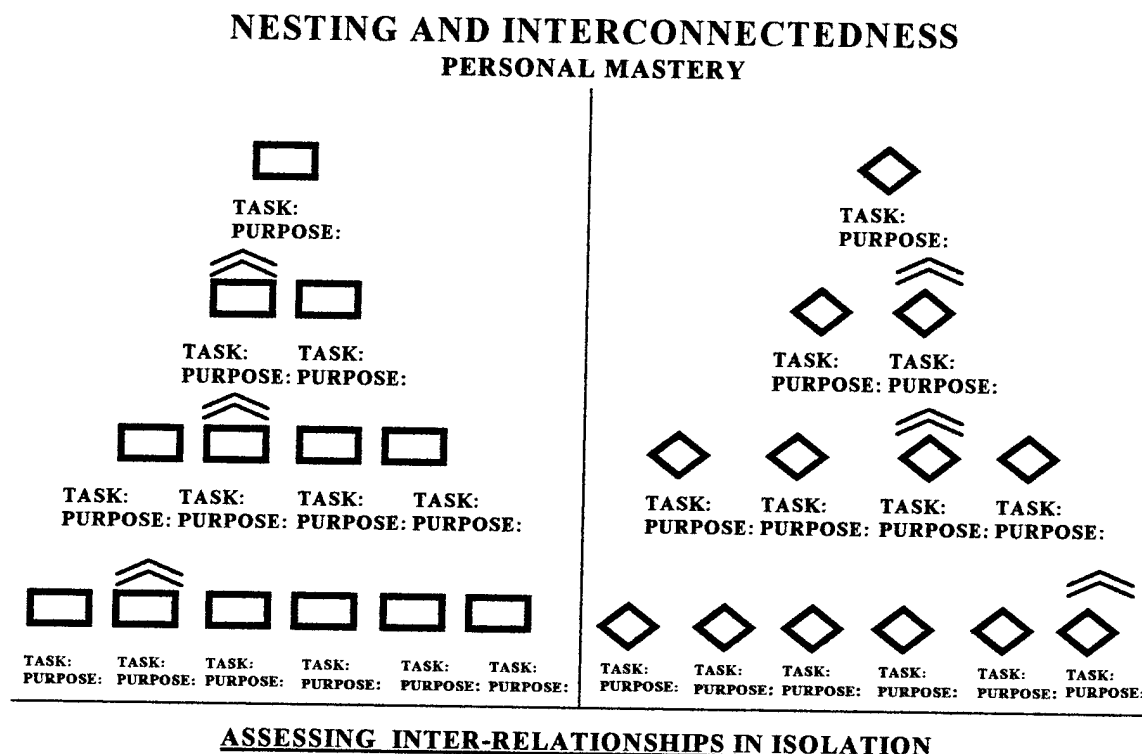 NESTING AND INTERCONNECTEDNESS
PERSONAL MASTERY
TASK:
PURPOSE:
TASK: TASK:
PURPOSE: PURPOSE:
TASK: TASK: TASK: TASK:
PURPOSE: PURPOSE: PURPOSE: PURPOSE:
TASK: TASK: TASK: TASK: TASK: TASK:
PURPOSE: PURPOSE: PURPOSE: PURPOSE: PURPOSE: PURPOSE:
TASK:
PURPOSE:
TASK: TASK:
PURPOSE: PURPOSE:
TASK: TASK: TASK: TASK:
PURPOSE: PURPOSE: PURPOSE: PURPOSE:
TASK: TASK: TASK: TASK: TASK: TASK:
PURPOSE: PURPOSE: PURPOSE: PURPOSE: PURPOSE: PURPOSE:
ASSESSING INTER-RELATIONSHIPS IN ISOLATION